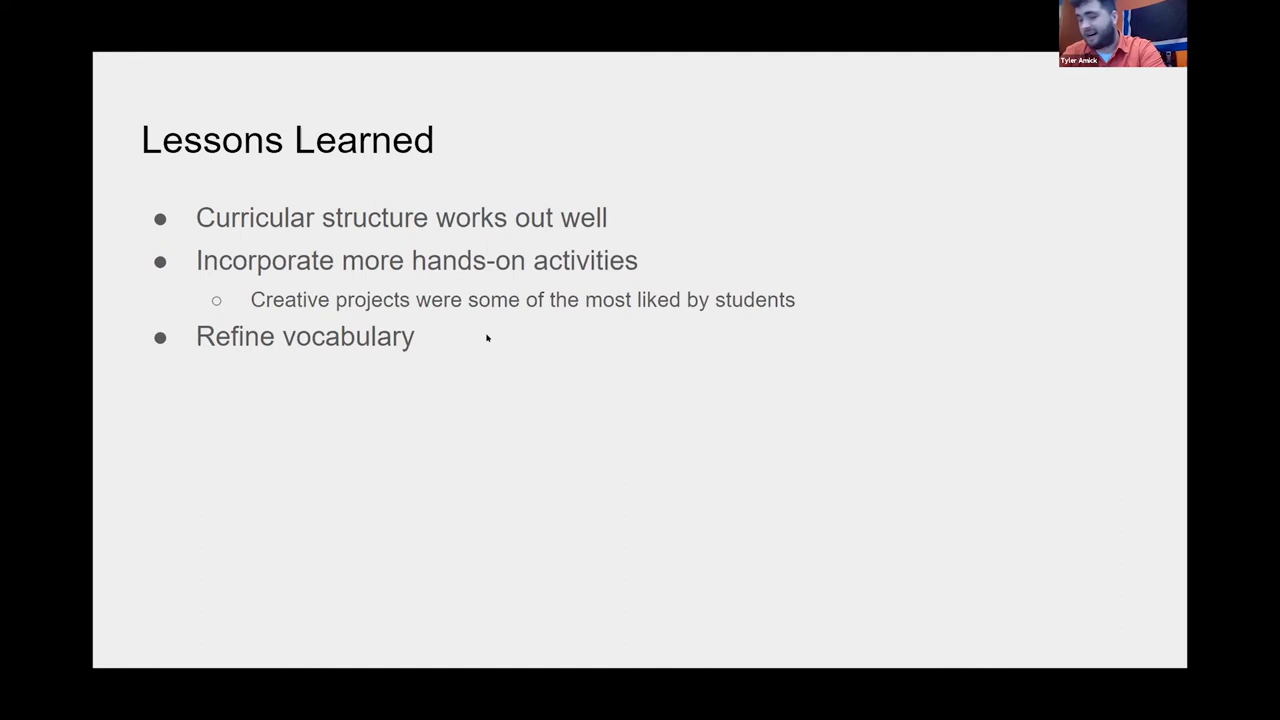 Tyler Amick
Lessons Learned
● Curricular structure works out well
● Incorporate more hands-on activities
○ Creative projects were some of the most liked by students
● Refine vocabulary